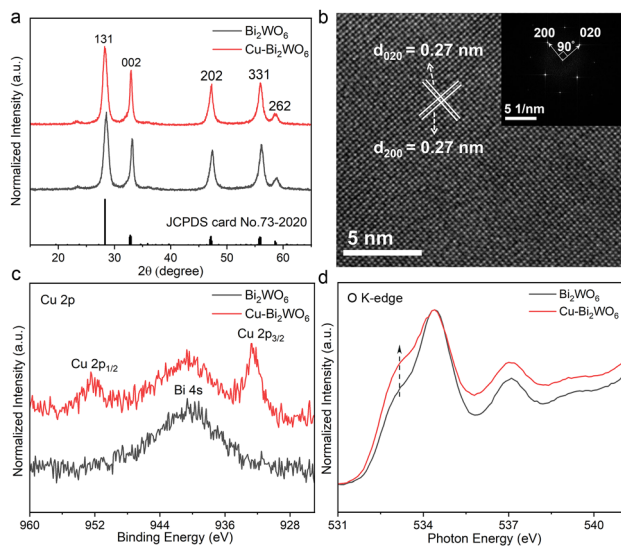 a
Bi₂WO₆
Cu-Bi₂WO₆
131
002
202
331
262
JCPDS card No.73-2020
Normalized Intensity (a.u.)
20 30 40 50 60
2θ (degree)
b
d₀₂₀ = 0.27 nm
d₂₀₀ = 0.27 nm
5 nm
200 020
90°
5 1/nm
c
Cu 2p
Bi₂WO₆
Cu-Bi₂WO₆
Cu 2p₁/₂
Cu 2p₃/₂
Bi 4s
Normalized Intensity (a.u.)
960 952 944 936 928
Binding Energy (eV)
d
O K-edge
Bi₂WO₆
Cu-Bi₂WO₆
Normalized Intensity (a.u.)
531 534 537 540
Photon Energy (eV)